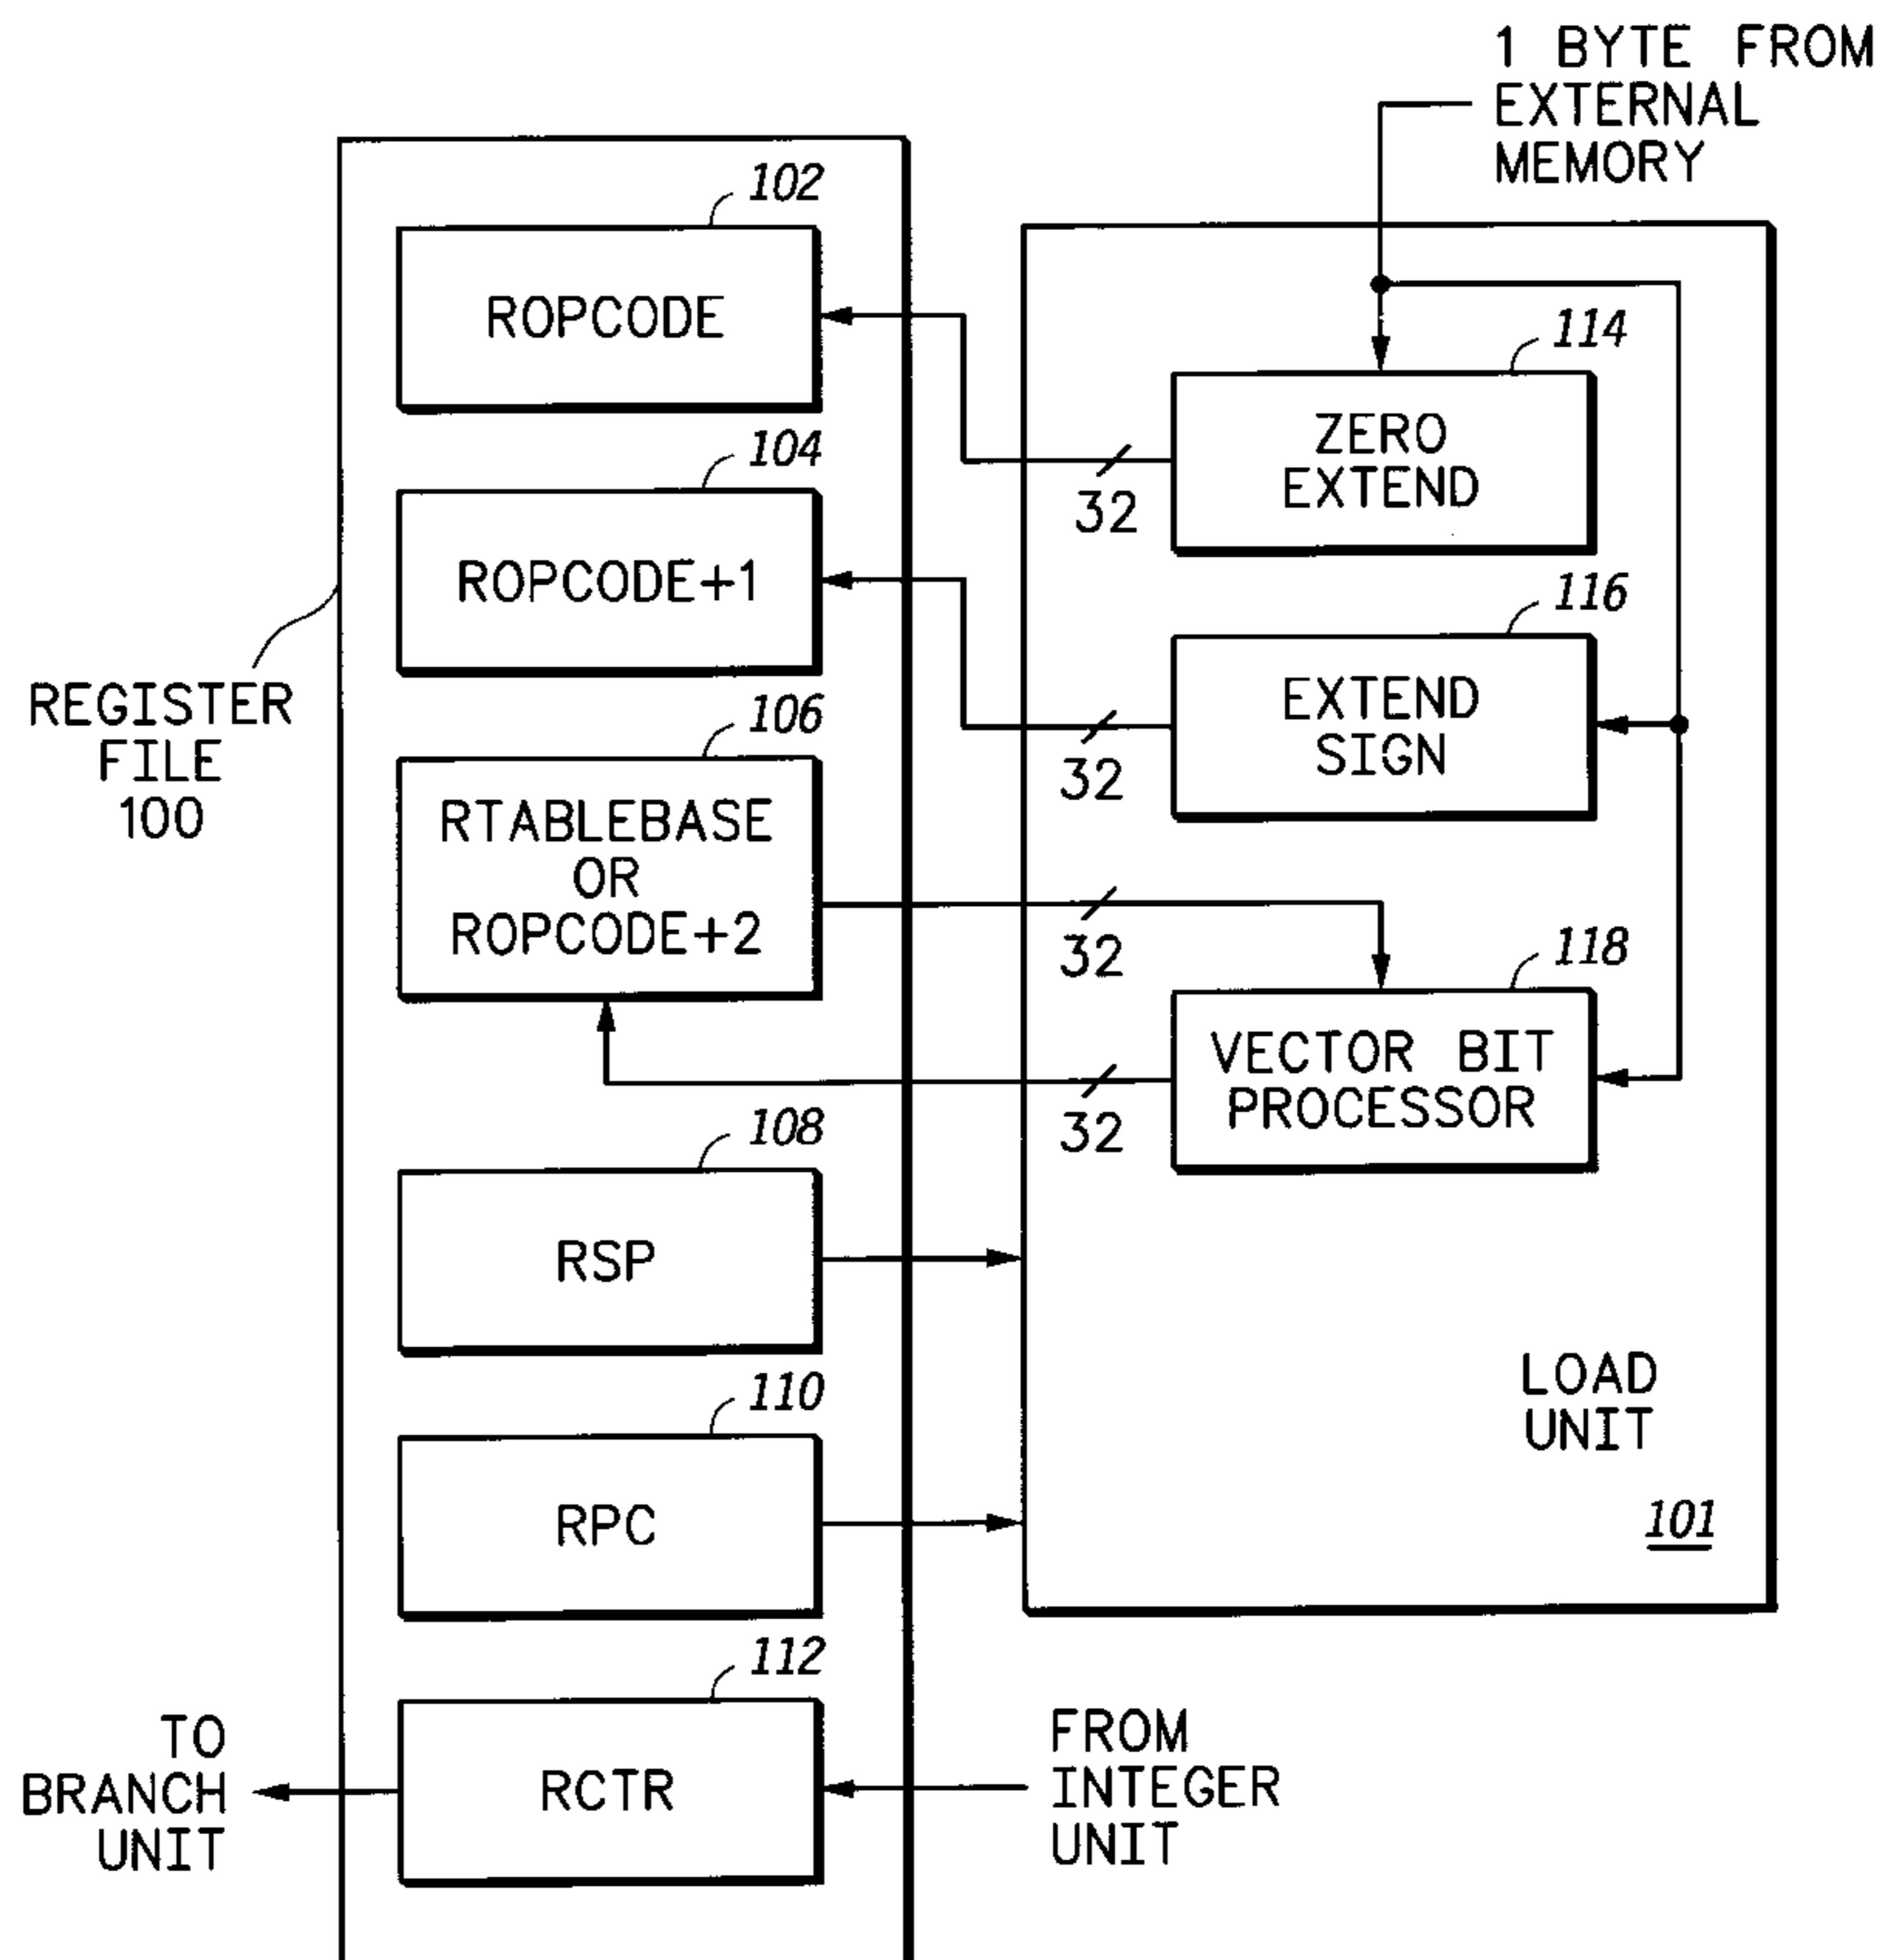 1 BYTE FROM
EXTERNAL
MEMORY
102
ROPCODE
114
ZERO
EXTEND
32
104
ROPCODE+1
116
EXTEND
SIGN
32
REGISTER
FILE
100
106
RTABLEBASE
OR
ROPCODE+2
32
118
VECTOR BIT
PROCESSOR
32
108
RSP
LOAD
UNIT
101
110
RPC
112
RCTR
TO
BRANCH
UNIT
FROM
INTEGER
UNIT